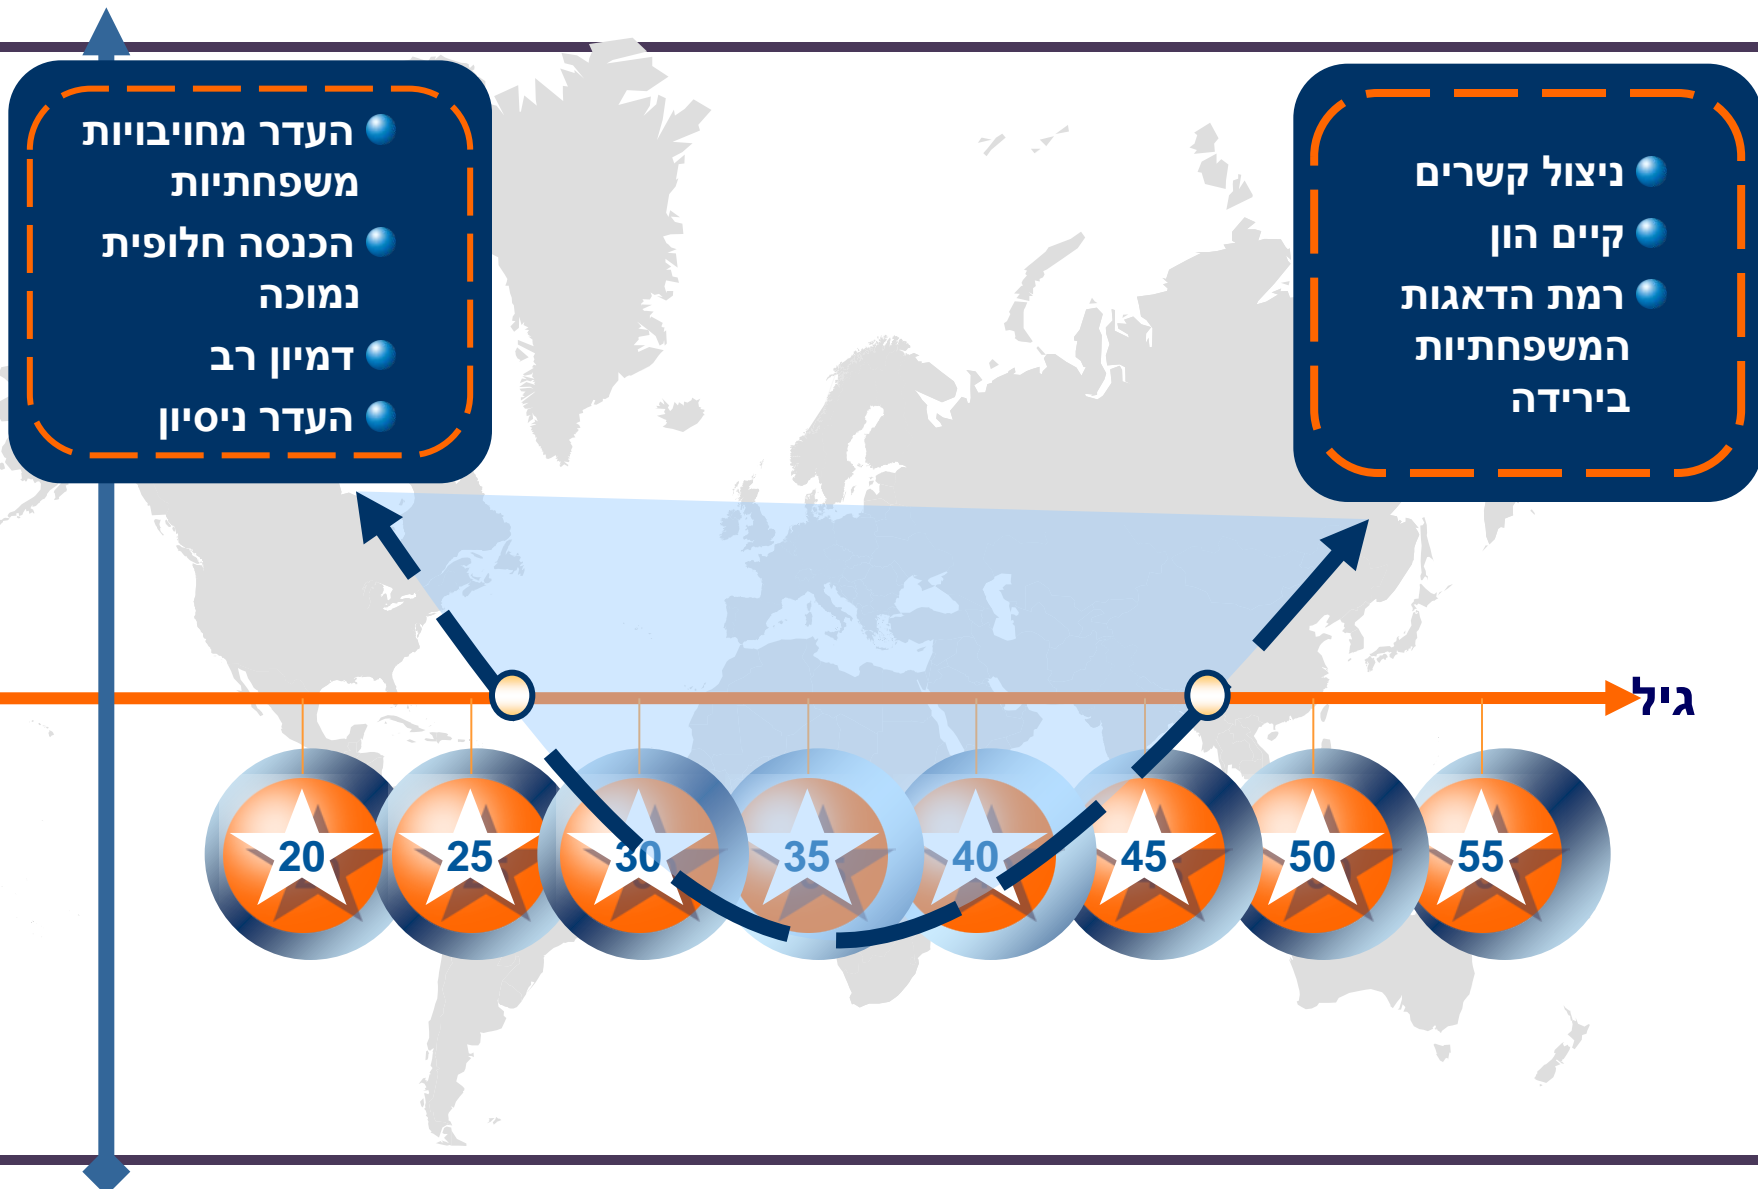 העדר מחויבויות
משפחתיות
הכנסה חלופית
נמוכה
דמיון רב
העדר ניסיון
ניצול קשרים
קיים הון
רמת הדאגות
המשפחתיות
בירידה
גיל
20 25 30 35 40 45 50 55